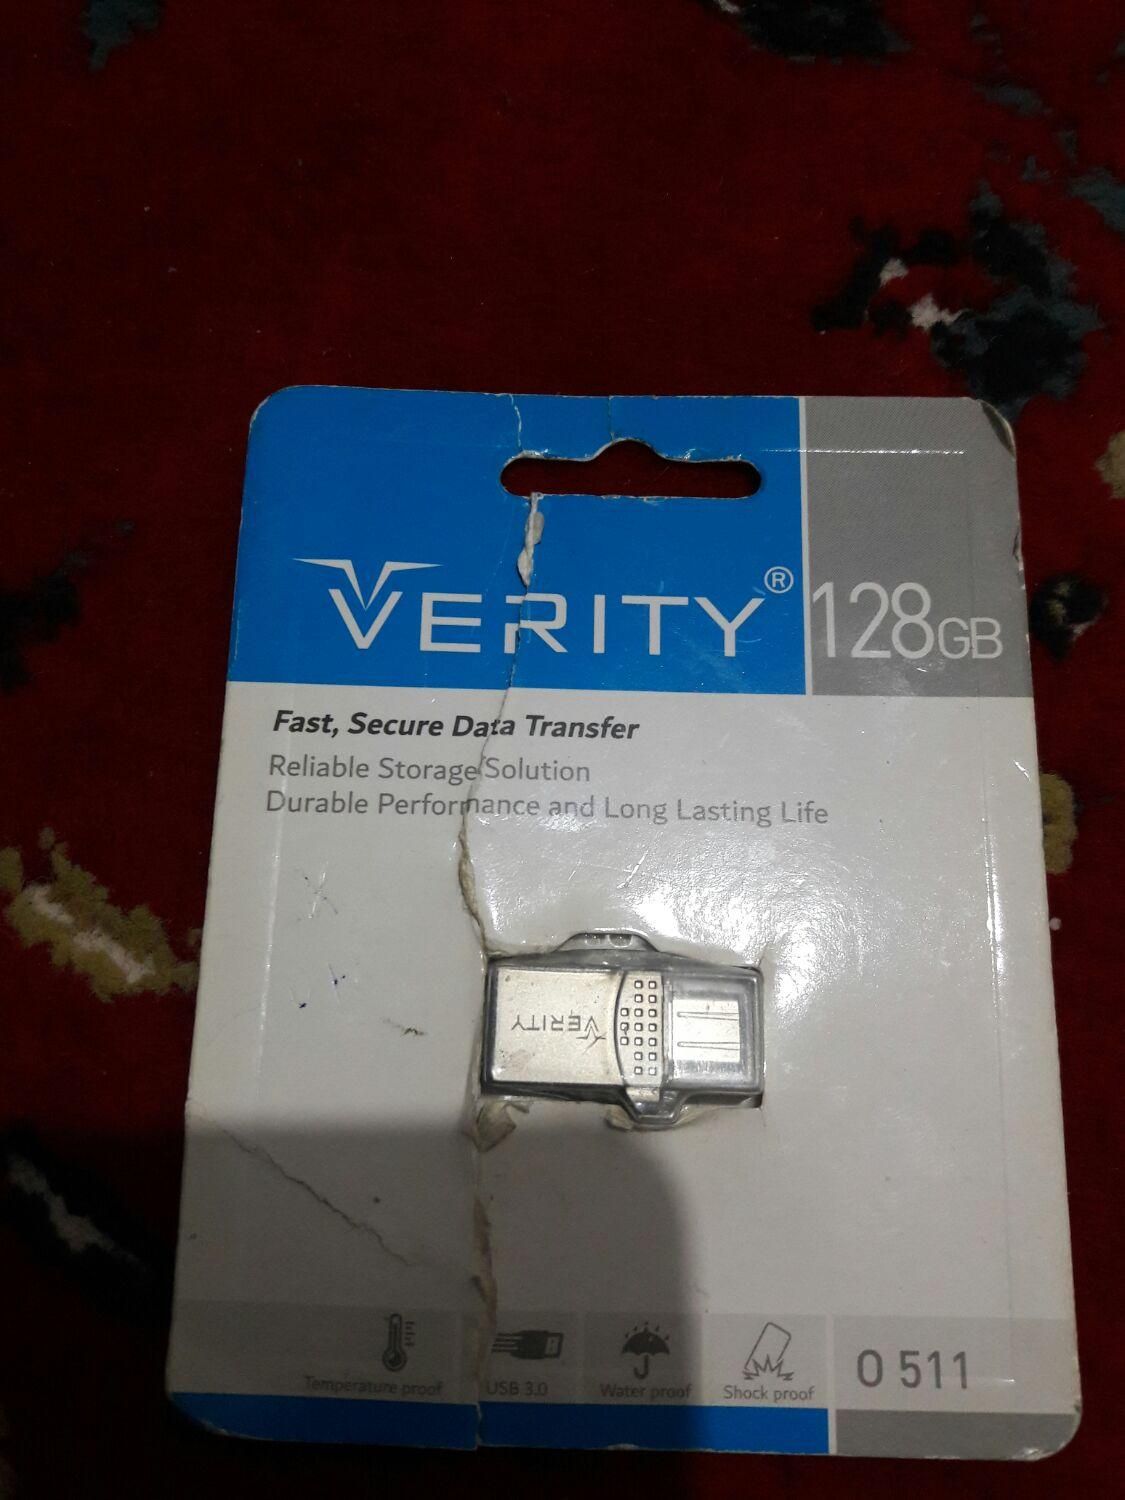 VERITY®
128GB
Fast, Secure Data Transfer
Reliable Storage Solution
Durable Performance and Long Lasting Life
VERITY
Temperature proof
USB 3.0
Water proof
Shock proof
O 511